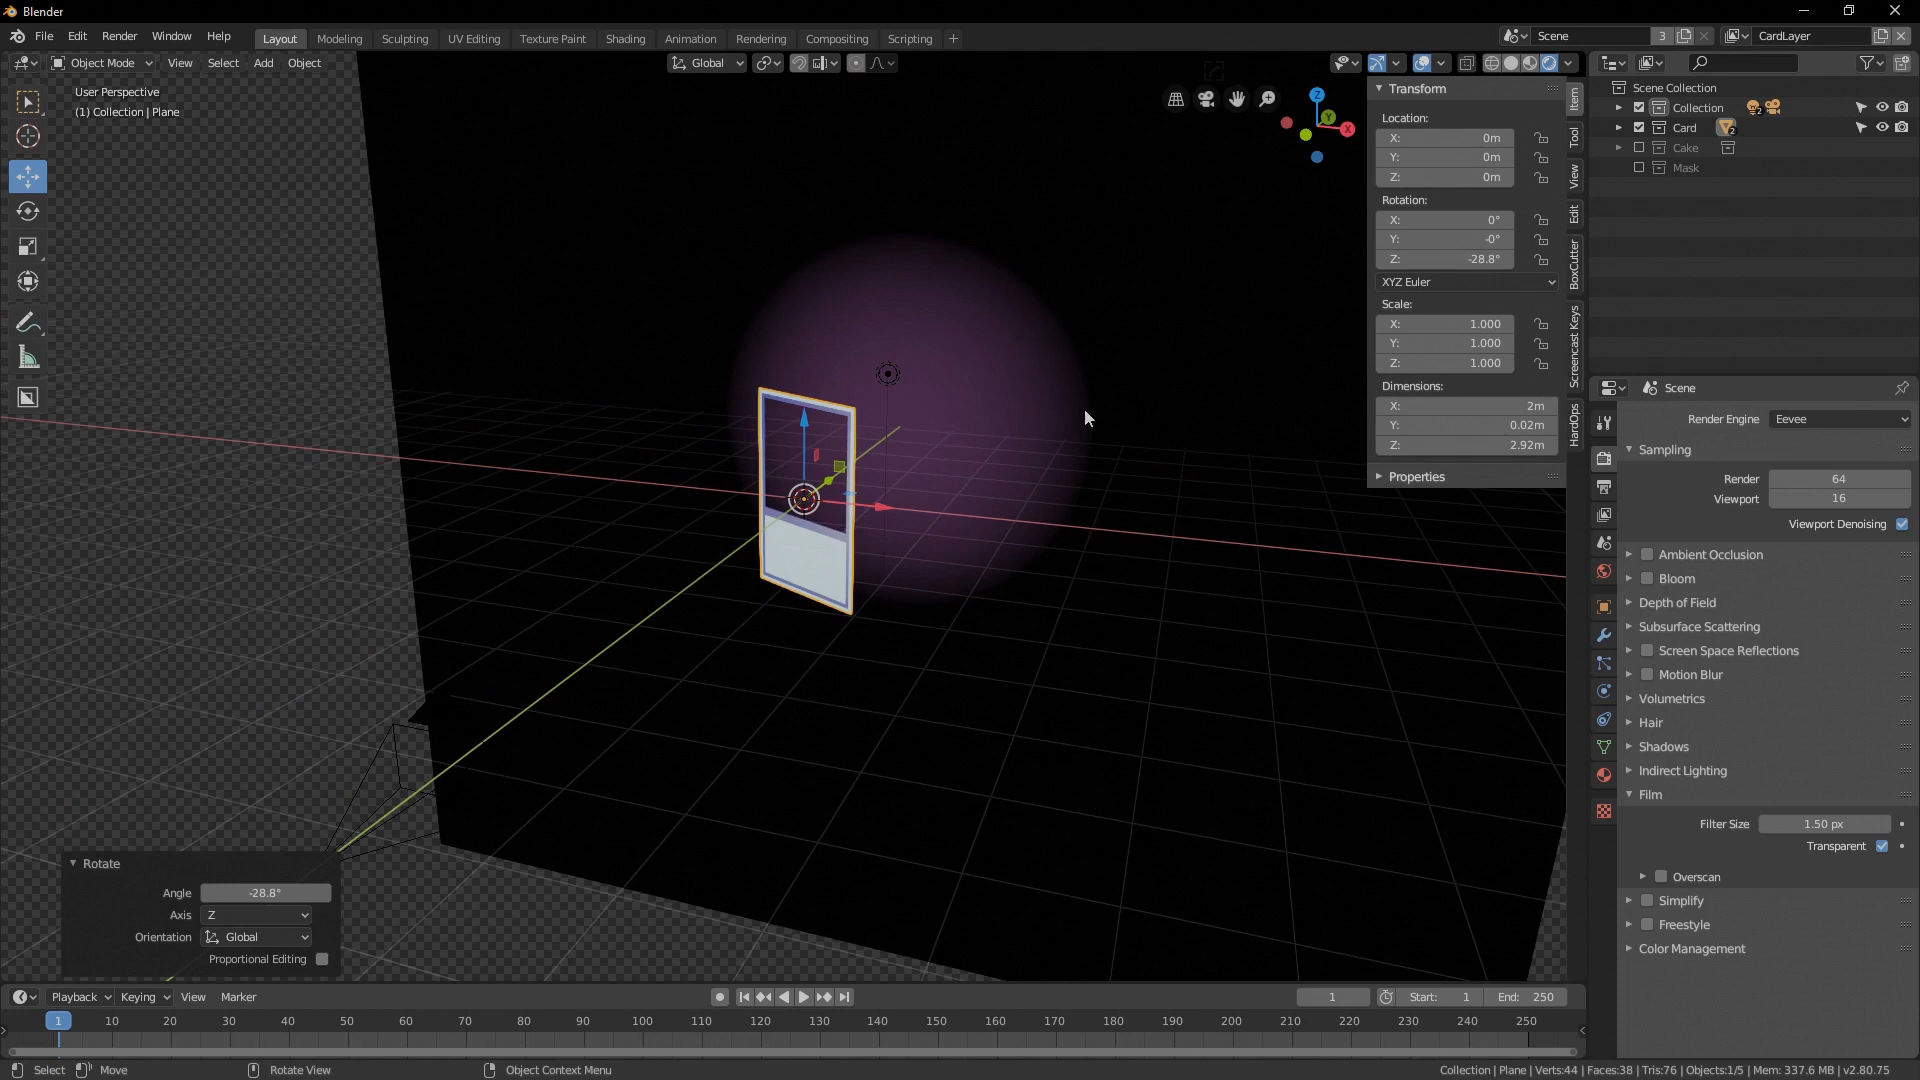 Blender
File Edit Render Window Help
Layout Modeling Sculpting UV Editing Texture Paint Shading Animation Rendering Compositing Scripting +
Scene 3 CardLayer
Object Mode View Select Add Object
Global
User Perspective
(1) Collection | Plane
Z
Y
X
Transform
Location:
X: 0m
Y: 0m
Z: 0m
Rotation:
X: 0°
Y: -0°
Z: -28.8°
XYZ Euler
Scale:
X: 1.000
Y: 1.000
Z: 1.000
Dimensions:
X: 2m
Y: 0.02m
Z: 2.92m
Properties
Item
Tool
View
Edit
BoxCutter
Screencast Keys
HardOps
Scene Collection
Collection 2
Card 2
Cake
Mask
Scene
Render Engine Eevee
Sampling
Render 64
Viewport 16
Viewport Denoising
Ambient Occlusion
Bloom
Depth of Field
Subsurface Scattering
Screen Space Reflections
Motion Blur
Volumetrics
Hair
Shadows
Indirect Lighting
Film
Filter Size 1.50 px
Transparent
Overscan
Simplify
Freestyle
Color Management
Rotate
Angle -28.8°
Axis Z
Orientation Global
Proportional Editing
Playback Keying View Marker
1 Start: 1 End: 250
1 10 20 30 40 50 60 70 80 90 100 110 120 130 140 150 160 170 180 190 200 210 220 230 240 250
Select Move Rotate View Object Context Menu
Collection | Plane | Verts:44 | Faces:38 | Tris:76 | Objects:1/5 | Mem: 337.6 MB | v2.80.75